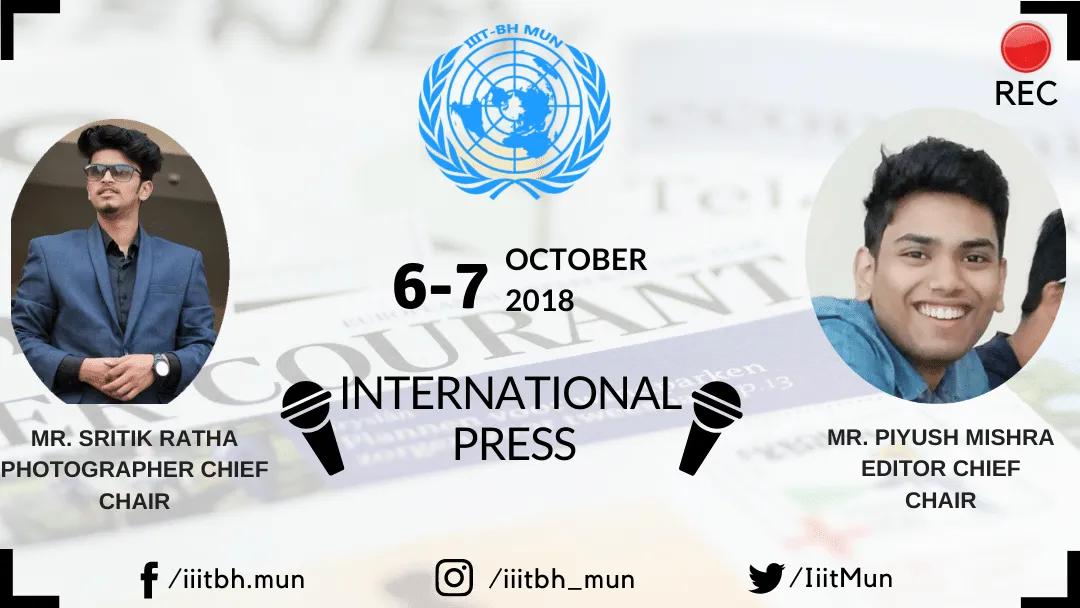 IIIT-BH MUN
REC
6-7
OCTOBER
2018
COURANT
INTERNATIONAL
PRESS
MR. SRITIK RATHA
PHOTOGRAPHER CHIEF
CHAIR
MR. PIYUSH MISHRA
EDITOR CHIEF
CHAIR
/iiitbh.mun
/iiitbh_mun
/IiitMun